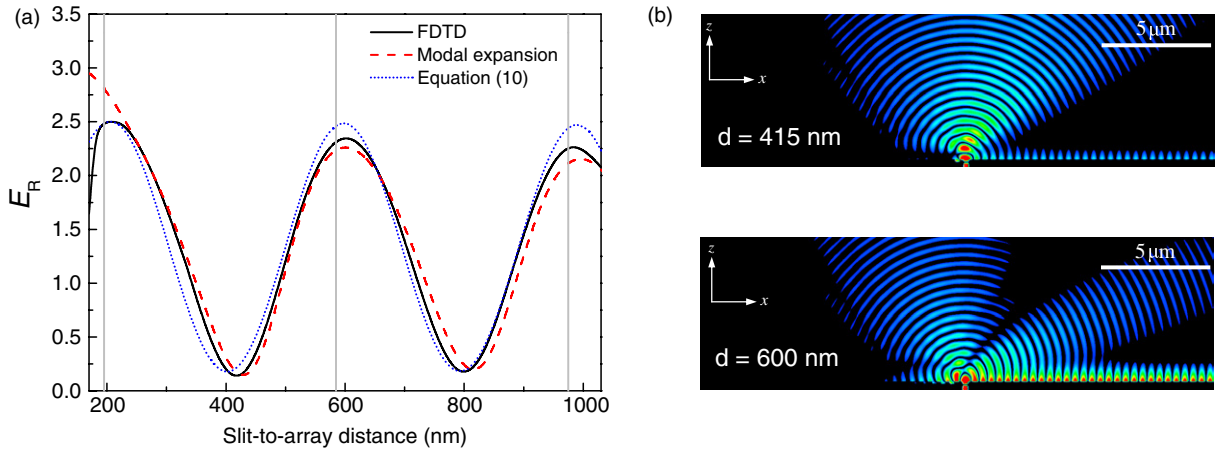 (a)
3.5
3.0
2.5
2.0
1.5
1.0
0.5
0.0
E_R
FDTD
Modal expansion
Equation (10)
200 400 600 800 1000
Slit-to-array distance (nm)
(b)
z
x
5 μm
d = 415 nm
z
x
5 μm
d = 600 nm